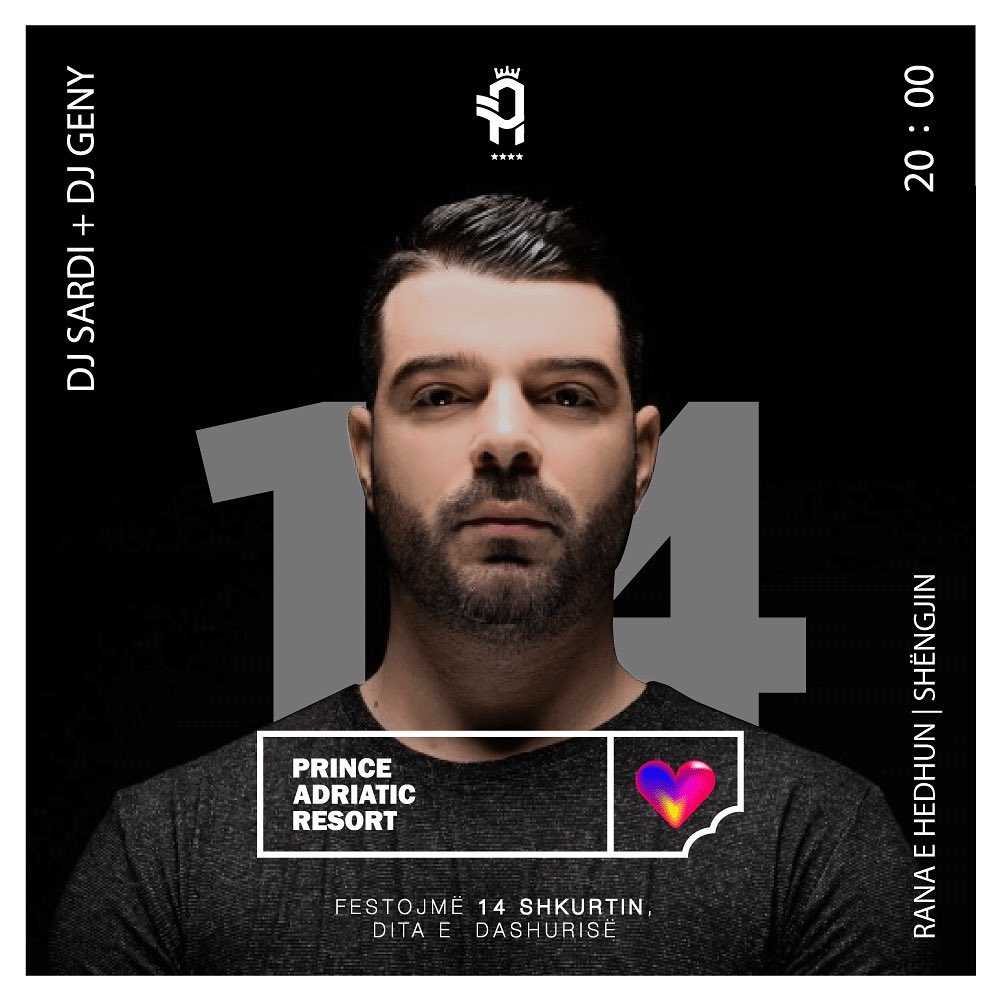 DJ SARDI + DJ GENY
20 : 00
14
PRINCE
ADRIATIC
RESORT
RANA E HEDHUN | SHËNGJIN
FESTOJMË 14 SHKURTIN,
DITA E DASHURISË